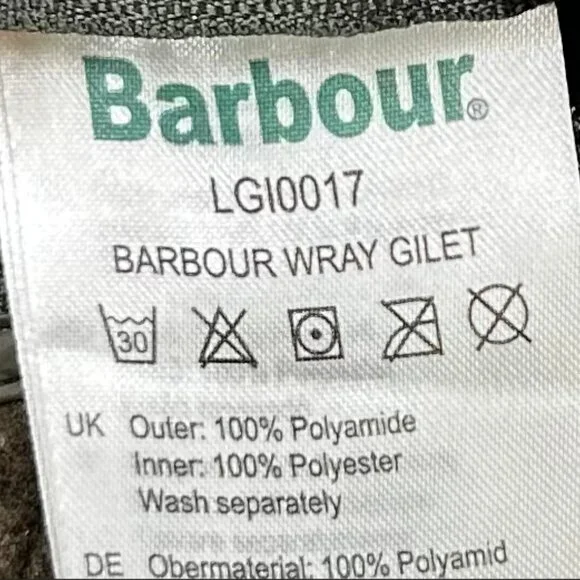 Barbour®
LGI0017
BARBOUR WRAY GILET
30
UK Outer: 100% Polyamide
Inner: 100% Polyester
Wash separately
DE Obermaterial: 100% Polyamid